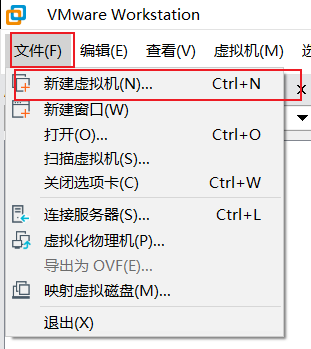 VMware Workstation
文件(F) 编辑(E) 查看(V) 虚拟机(M)
新建虚拟机(N)... Ctrl+N
新建窗口(W)
打开(O)... Ctrl+O
扫描虚拟机(S)...
关闭选项卡(C) Ctrl+W
连接服务器(S)... Ctrl+L
虚拟化物理机(P)...
导出为 OVF(E)...
映射虚拟磁盘(M)...
退出(X)